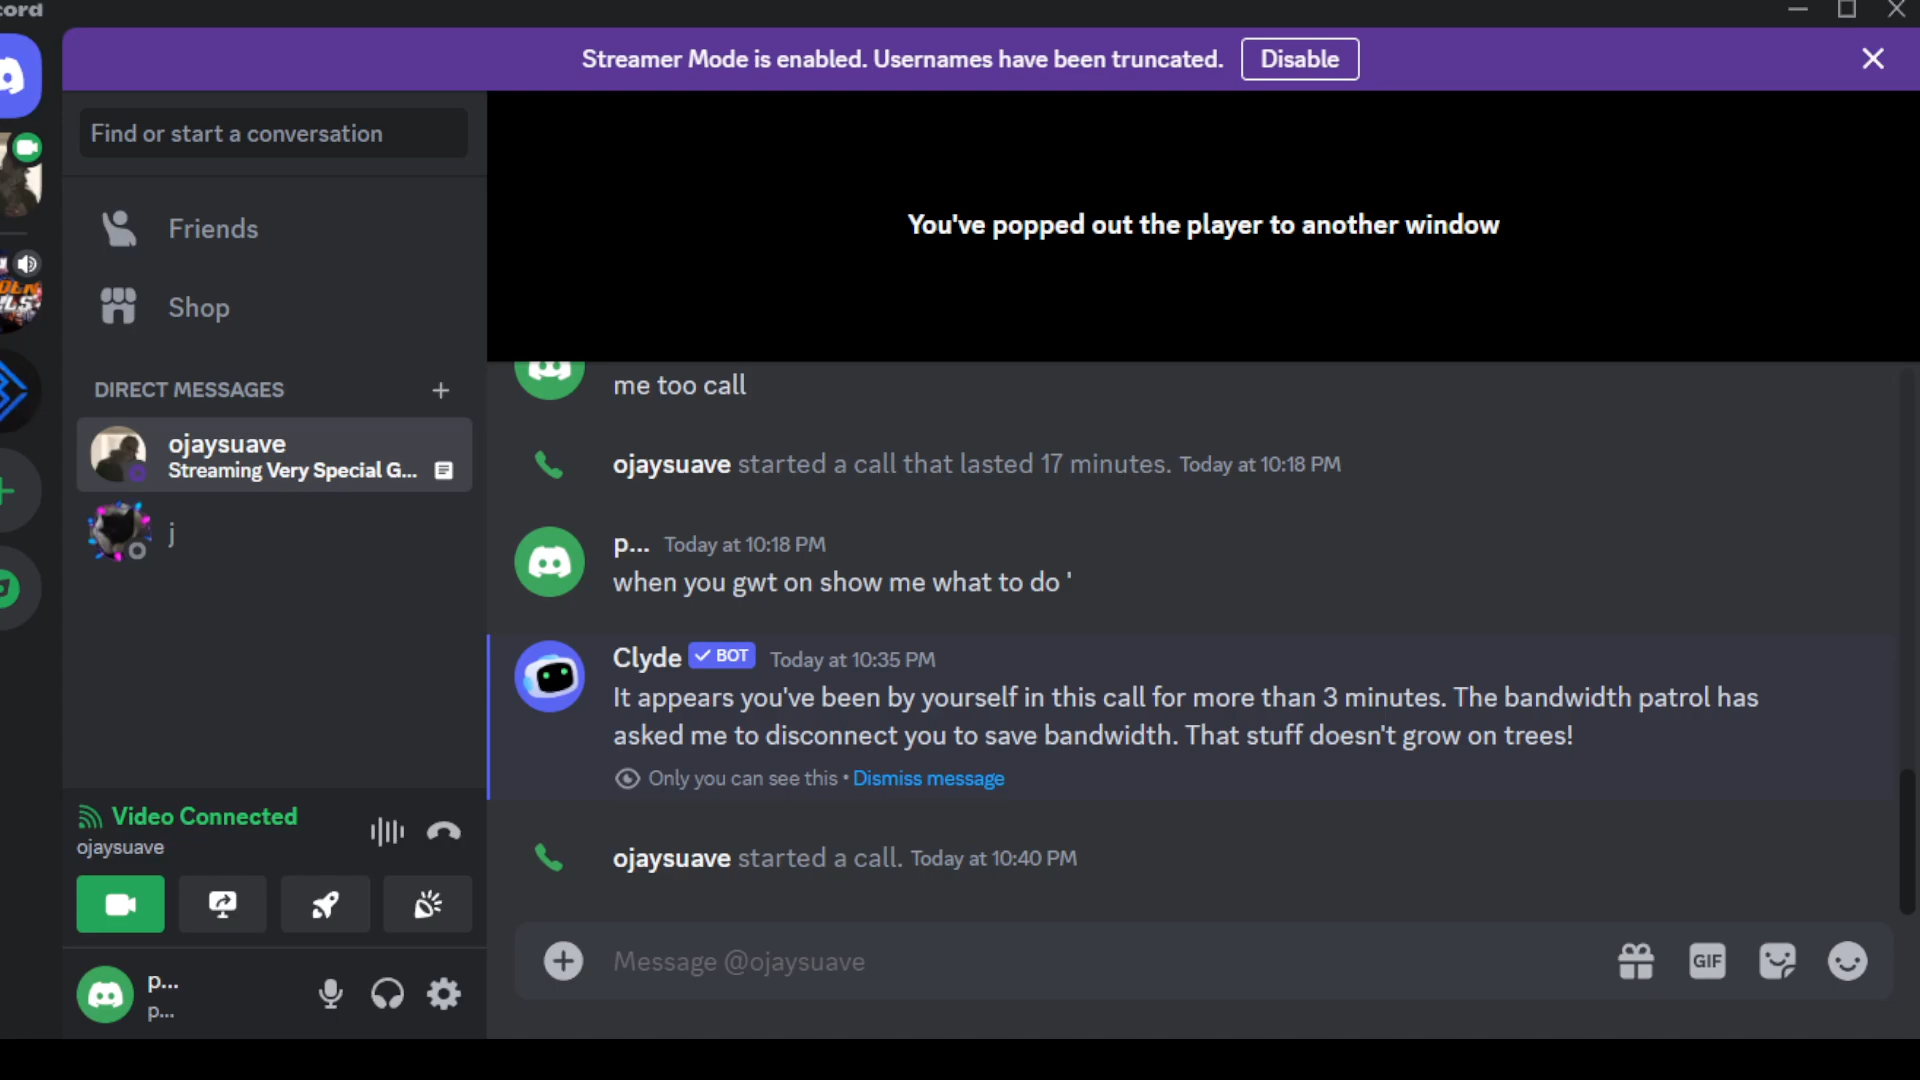 cord
Streamer Mode is enabled. Usernames have been truncated. Disable
Find or start a conversation
Friends
Shop
DIRECT MESSAGES
ojaysuave
Streaming Very Special G...
j
Video Connected
ojaysuave
p...
p...
You've popped out the player to another window
me too call
ojaysuave started a call that lasted 17 minutes. Today at 10:18 PM
p... Today at 10:18 PM
when you gwt on show me what to do '
Clyde BOT Today at 10:35 PM
It appears you've been by yourself in this call for more than 3 minutes. The bandwidth patrol has
asked me to disconnect you to save bandwidth. That stuff doesn't grow on trees!
Only you can see this • Dismiss message
ojaysuave started a call. Today at 10:40 PM
Message @ojaysuave
GIF